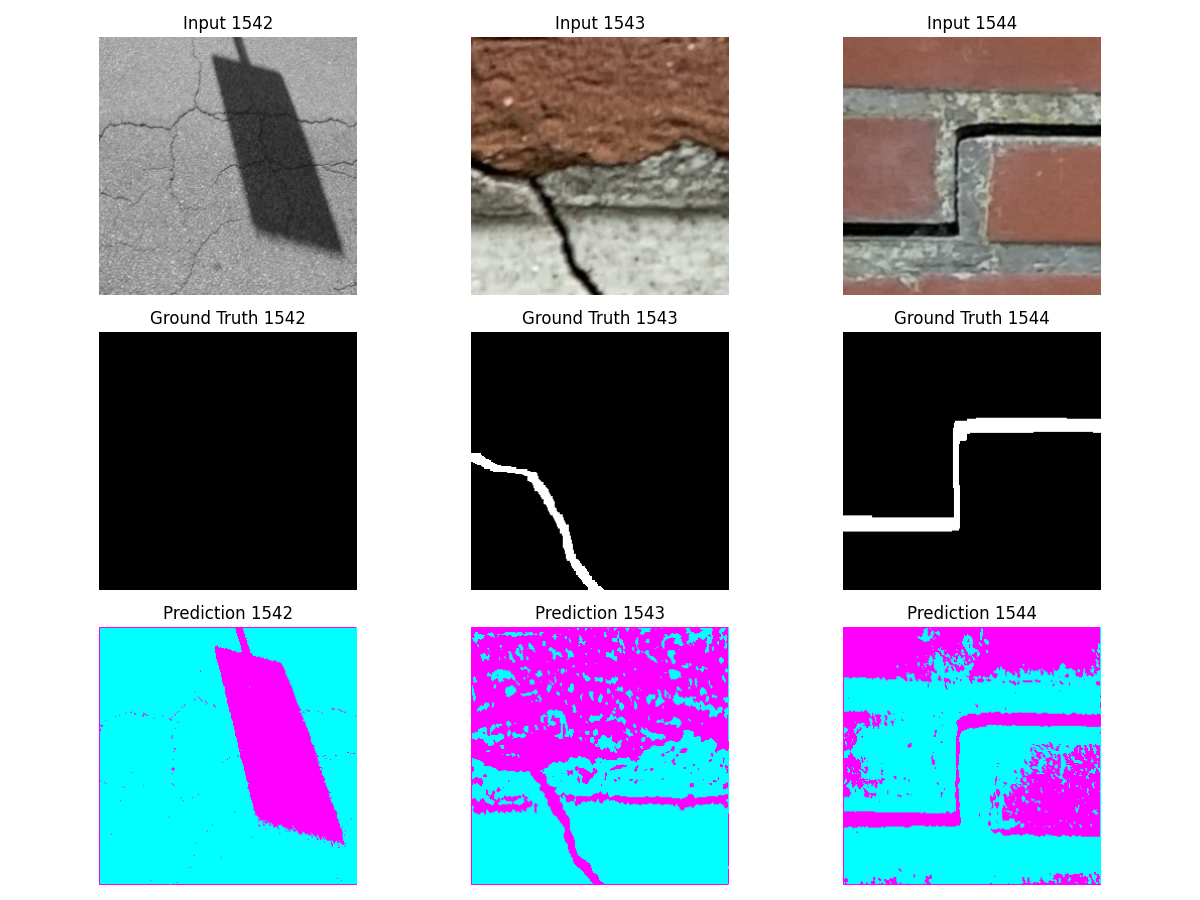 Input 1542
Input 1543
Input 1544
Ground Truth 1542
Ground Truth 1543
Ground Truth 1544
Prediction 1542
Prediction 1543
Prediction 1544